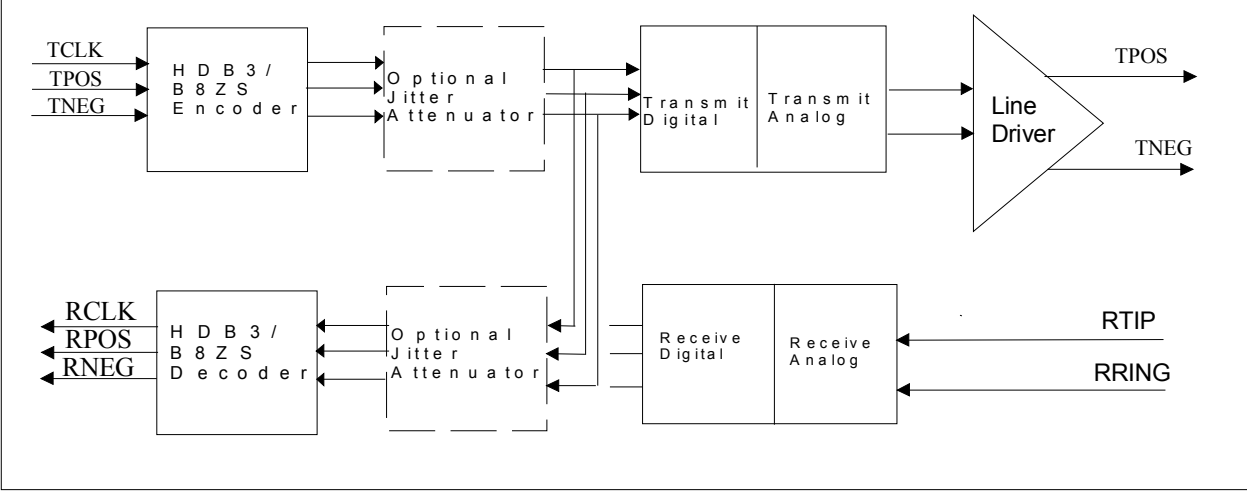 TCLK
TPOS
TNEG
HDB3/
B8ZS
Encoder
Optional
Jitter
Attenuator
Transmit
Digital
Transmit
Analog
Line
Driver
TPOS
TNEG
RCLK
RPOS
RNEG
HDB3/
B8ZS
Decoder
Optional
Jitter
Attenuator
Receive
Digital
Receive
Analog
RTIP
RRING